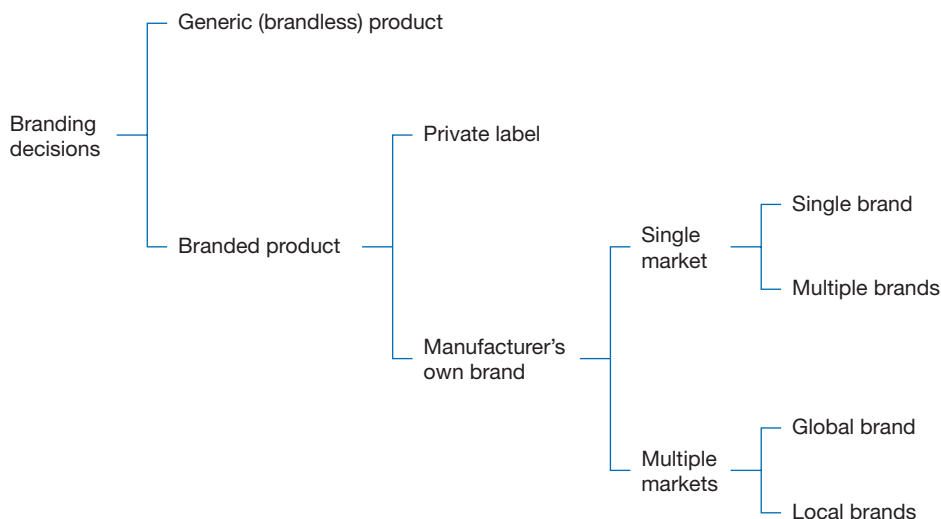 Generic (brandless) product
Branding
decisions
Private label
Branded product
Single brand
Single
market
Multiple brands
Manufacturer’s
own brand
Global brand
Multiple
markets
Local brands